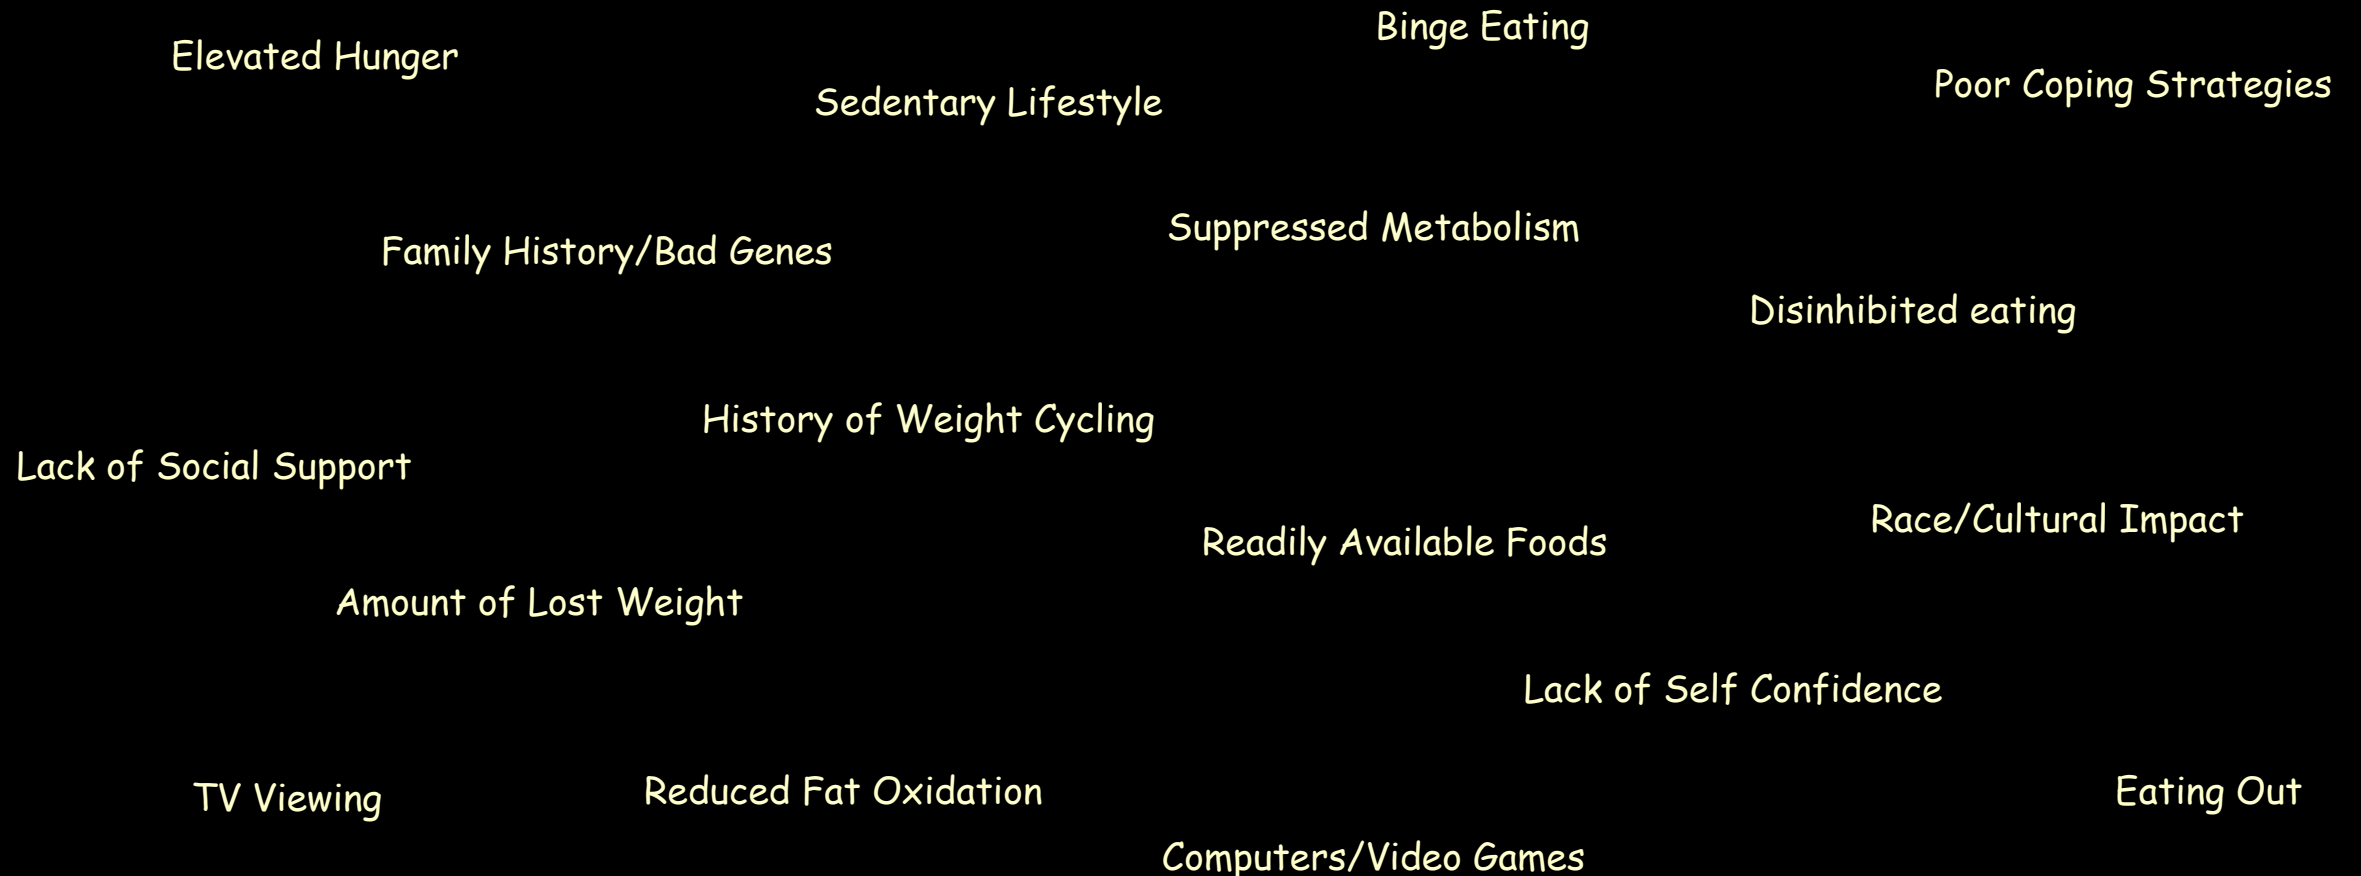 Binge Eating
Elevated Hunger
Poor Coping Strategies
Sedentary Lifestyle
Suppressed Metabolism
Family History/Bad Genes
Disinhibited eating
History of Weight Cycling
Lack of Social Support
Race/Cultural Impact
Readily Available Foods
Amount of Lost Weight
Lack of Self Confidence
TV Viewing
Reduced Fat Oxidation
Eating Out
Computers/Video Games